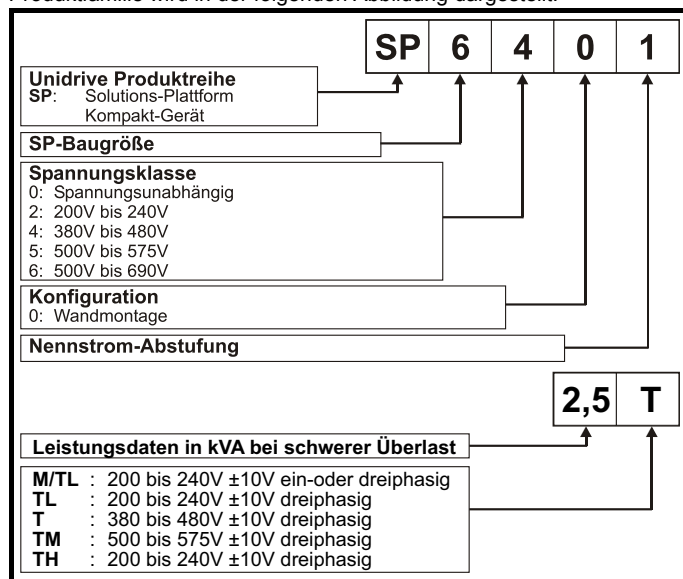 Produktfamilie wird in der folgenden Abbildung dargestellt.
SP 6 4 0 1
Unidrive Produktreihe
SP: Solutions-Plattform
Kompakt-Gerät
SP-Baugröße
Spannungsklasse
0: Spannungsunabhängig
2: 200V bis 240V
4: 380V bis 480V
5: 500V bis 575V
6: 500V bis 690V
Konfiguration
0: Wandmontage
Nennstrom-Abstufung
2,5 T
Leistungsdaten in kVA bei schwerer Überlast
M/TL : 200 bis 240V ±10V ein-oder dreiphasig
TL : 200 bis 240V ±10V dreiphasig
T : 380 bis 480V ±10V dreiphasig
TM : 500 bis 575V ±10V dreiphasig
TH : 200 bis 240V ±10V dreiphasig